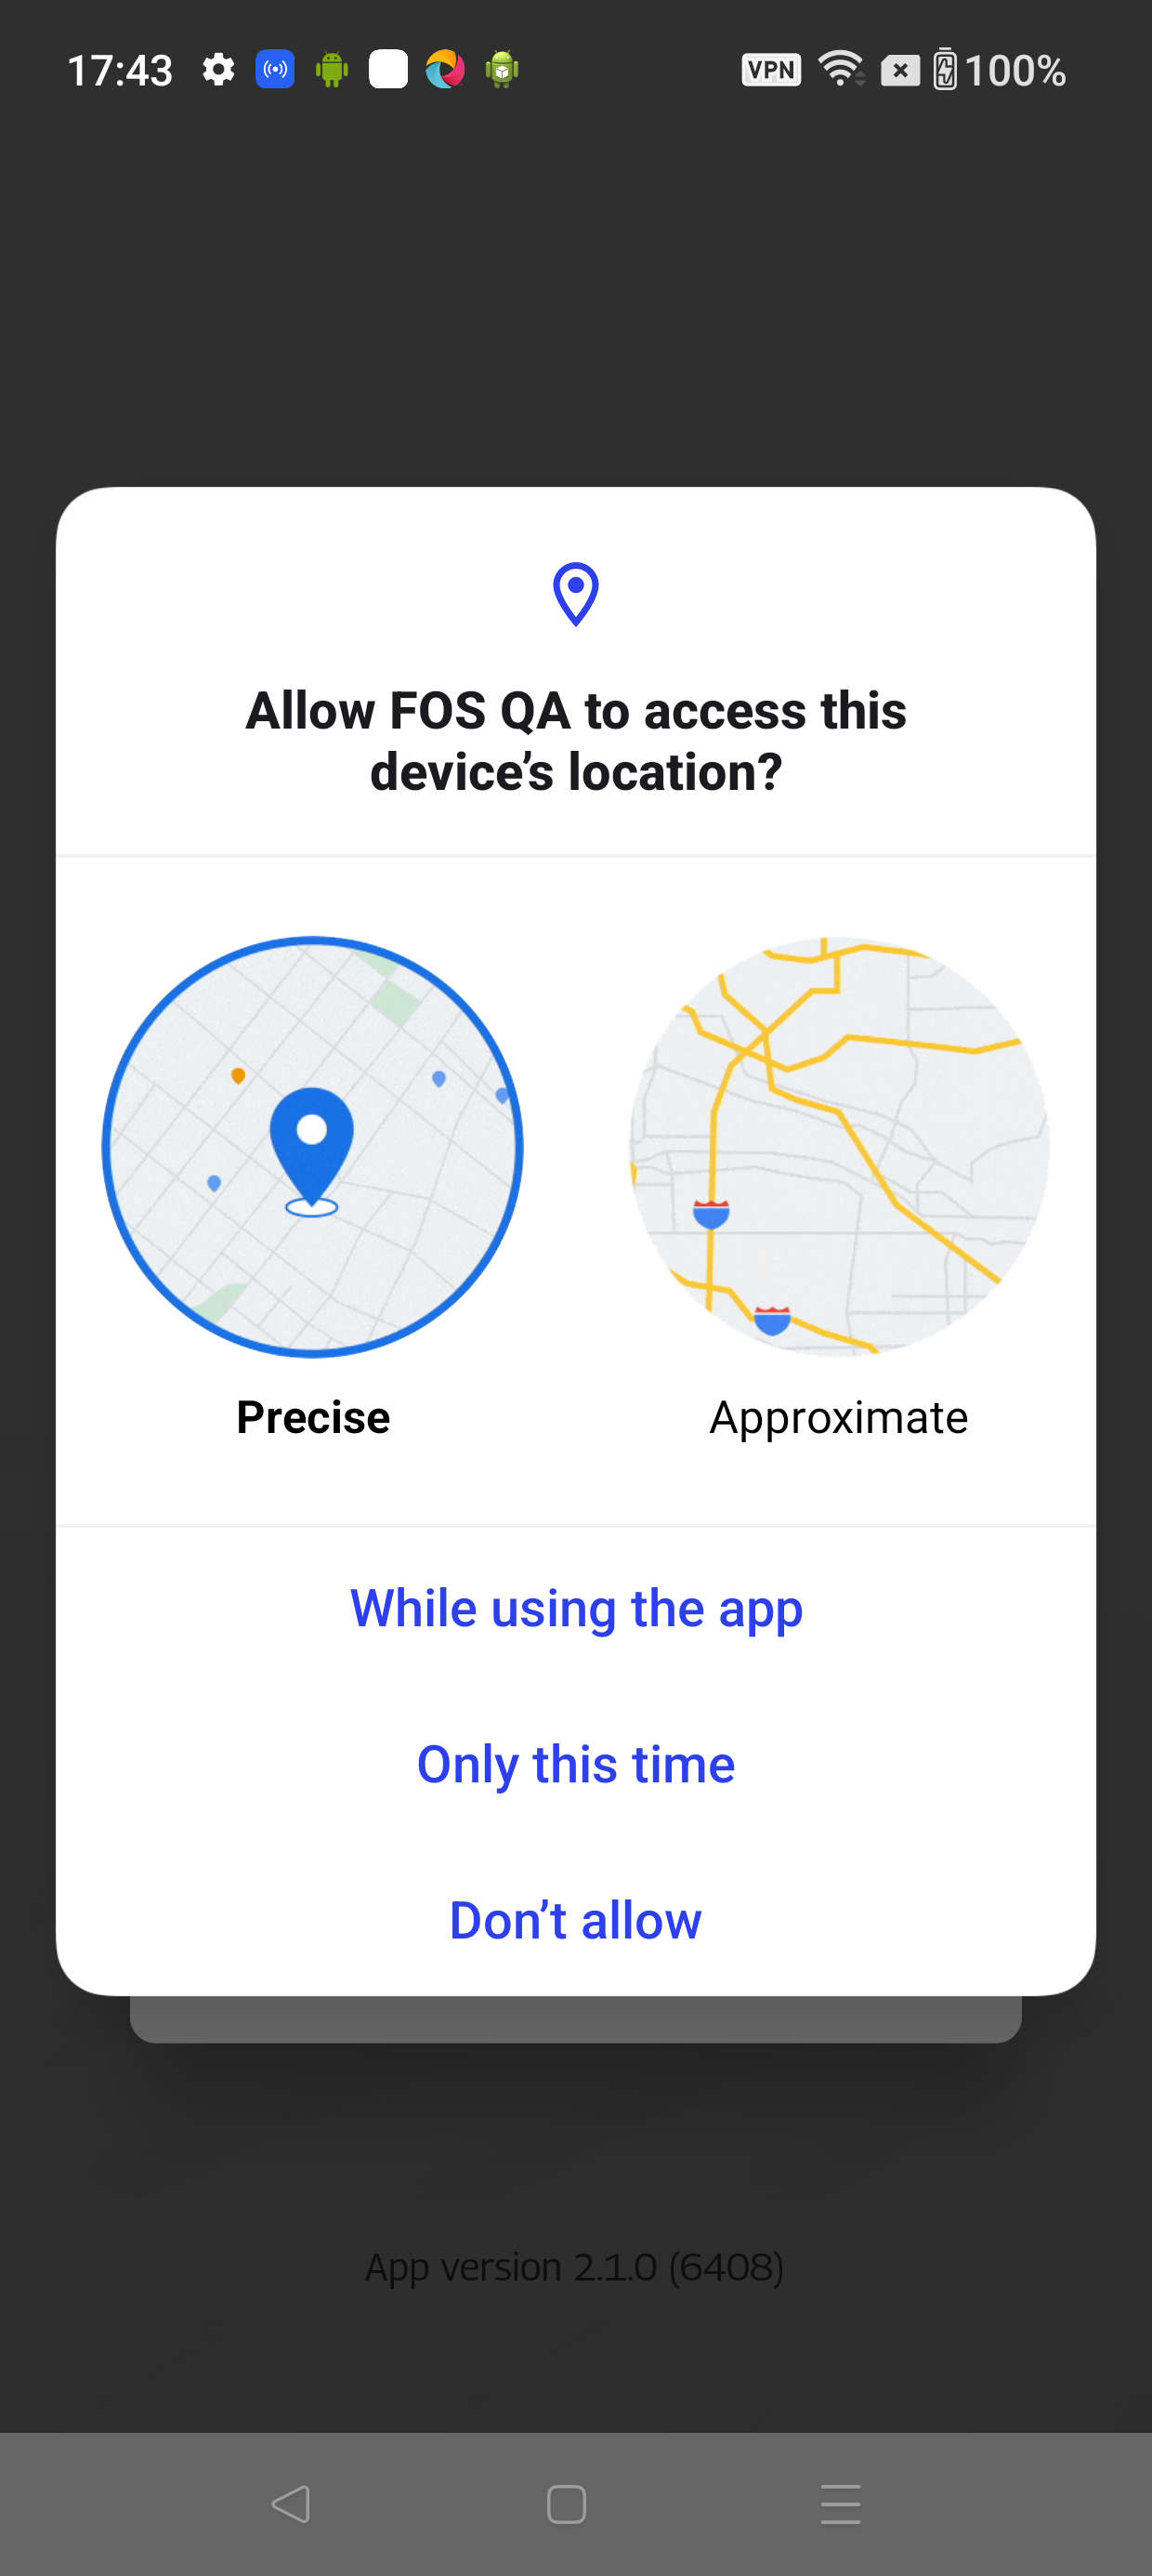 17:43
VPN
100%
Allow FOS QA to access this
device’s location?
Precise
Approximate
While using the app
Only this time
Don’t allow
App version 2.1.0 (6408)